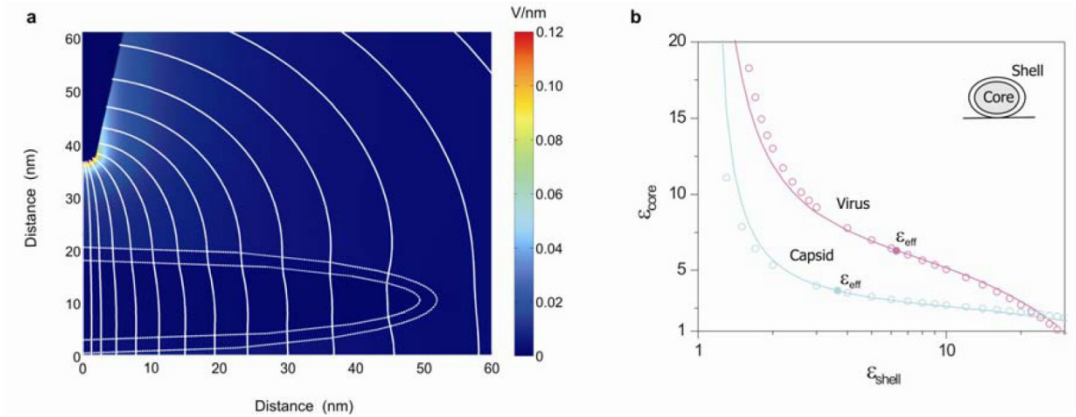 a
V/nm
60
50
40
30
20
10
0
Distance (nm)
0
10
20
30
40
50
60
Distance (nm)
0.12
0.10
0.08
0.06
0.04
0.02
0
b
20
15
10
5
1
εcore
Shell
Core
Virus
εeff
Capsid
εeff
1
10
εshell